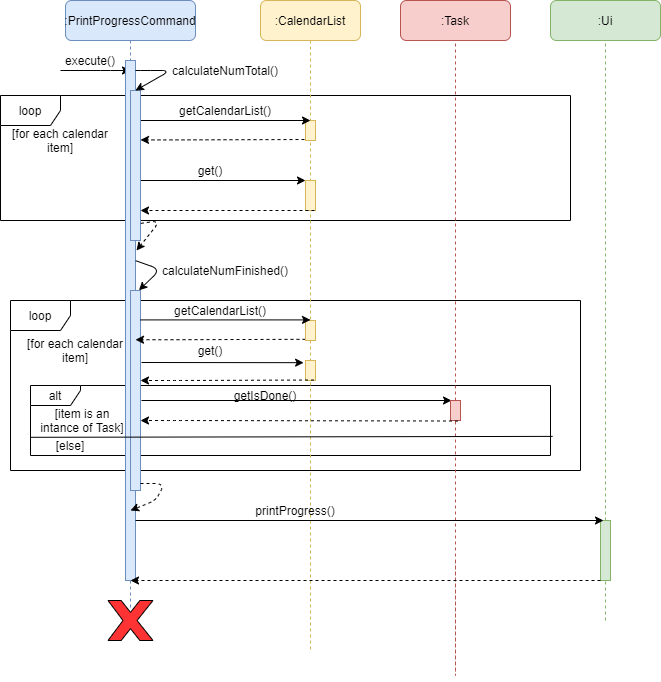 :PrintProgressCommand
:CalendarList
:Task
:Ui
execute()
calculateNumTotal()
loop
[for each calendar
item]
getCalendarList()
get()
calculateNumFinished()
loop
[for each calendar
item]
getCalendarList()
get()
alt
[item is an
intance of Task]
getIsDone()
[else]
printProgress()